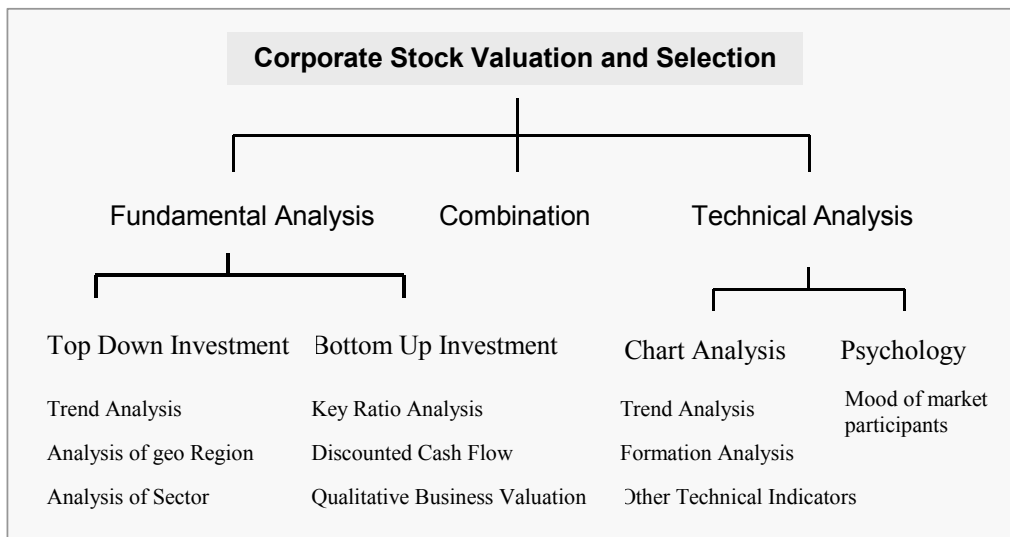 Corporate Stock Valuation and Selection
Fundamental Analysis
Combination
Technical Analysis
Top Down Investment
Trend Analysis
Analysis of geo Region
Analysis of Sector
Bottom Up Investment
Key Ratio Analysis
Discounted Cash Flow
Qualitative Business Valuation
Chart Analysis
Trend Analysis
Formation Analysis
Other Technical Indicators
Psychology
Mood of market
participants